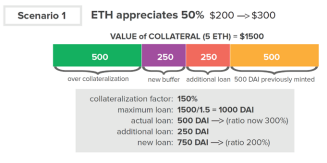 Scenario 1
ETH appreciates 50% $200 —> $300
VALUE of COLLATERAL (5 ETH) = $1500
500 250 250 500
over collateralization new buffer additional loan 500 DAI previously minted
collateralization factor: 150%
maximum loan: 1500/1.5 = 1000 DAI
actual loan: 500 DAI —> (ratio now 300%)
additional loan: 250 DAI
new loan: 750 DAI —> (ratio 200%)